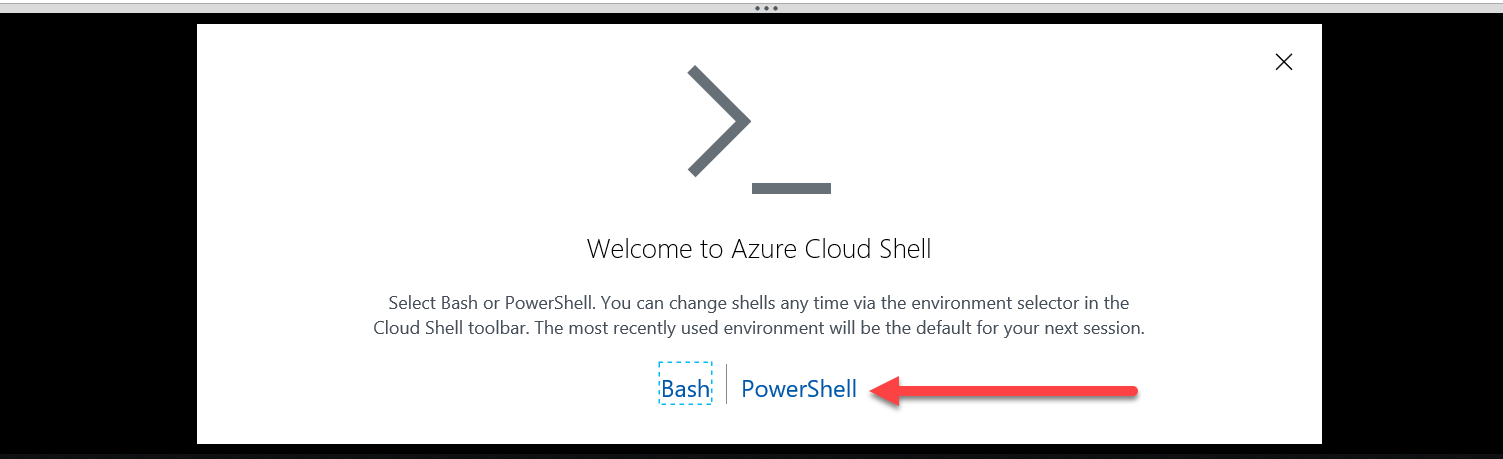 Welcome to Azure Cloud Shell
Select Bash or PowerShell. You can change shells any time via the environment selector in the
Cloud Shell toolbar. The most recently used environment will be the default for your next session.
Bash PowerShell